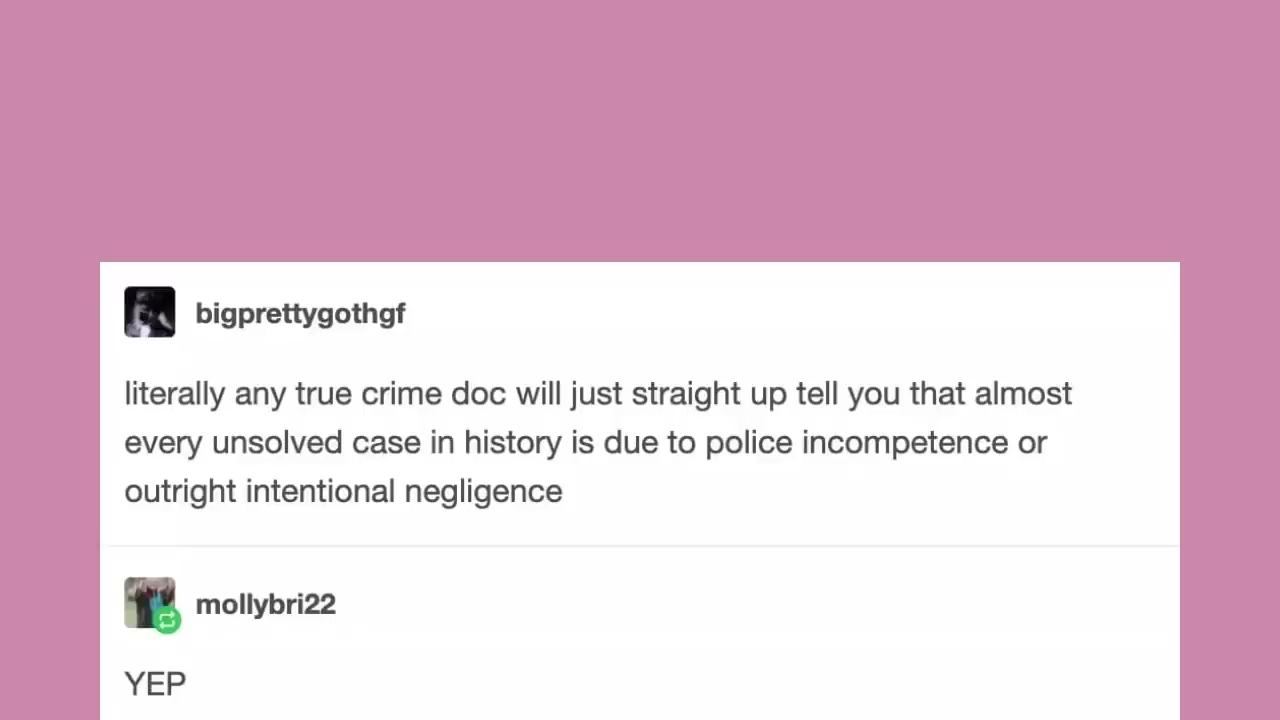 bigprettygothgf
literally any true crime doc will just straight up tell you that almost
every unsolved case in history is due to police incompetence or
outright intentional negligence
mollybri22
YEP